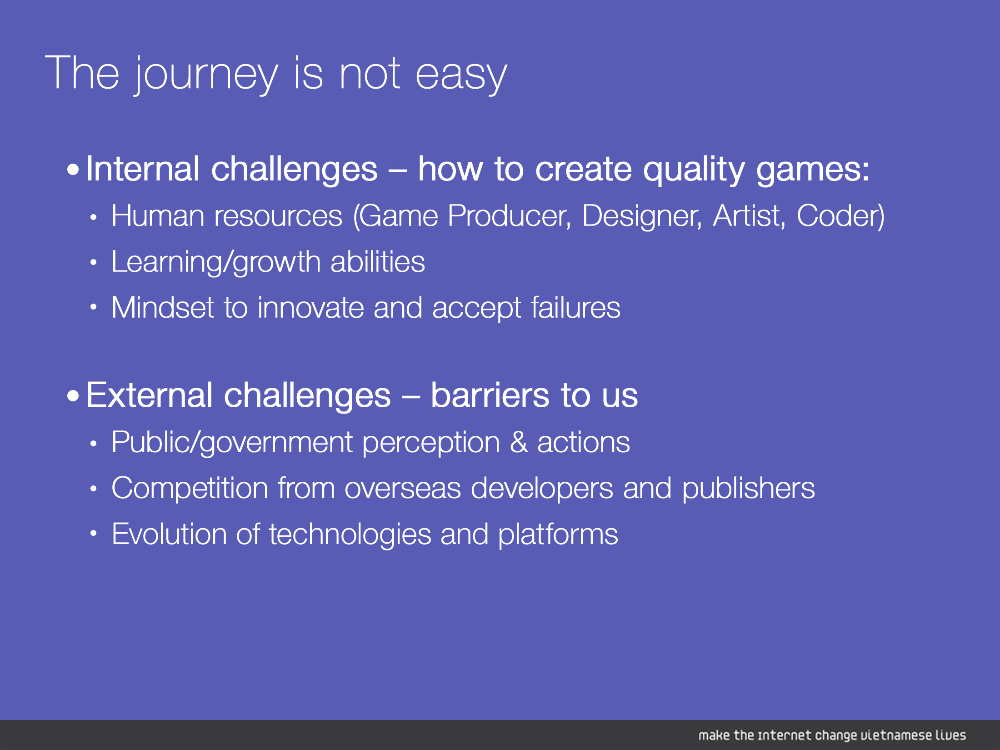 The journey is not easy
• Internal challenges – how to create quality games:
• Human resources (Game Producer, Designer, Artist, Coder)
• Learning/growth abilities
• Mindset to innovate and accept failures
• External challenges – barriers to us
• Public/government perception & actions
• Competition from overseas developers and publishers
• Evolution of technologies and platforms
make the Internet change Vietnamese lives